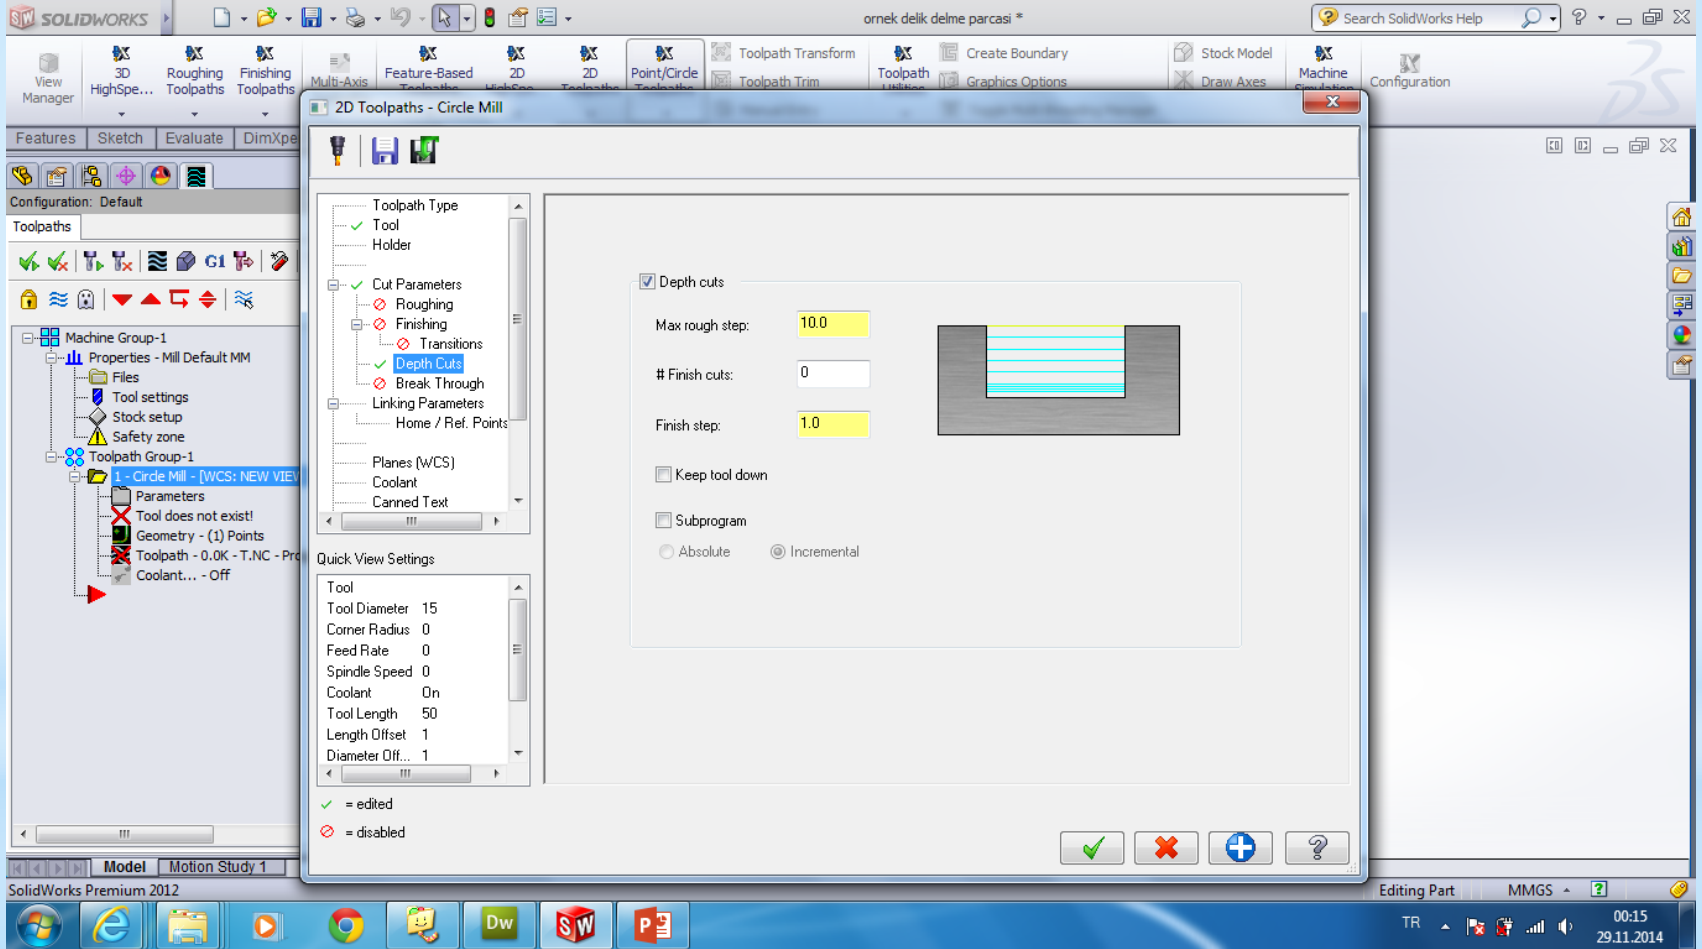 SOLIDWORKS
ornek delik delme parcasi *
Search SolidWorks Help
View Manager
3D HighSpe...
Roughing Toolpaths
Finishing Toolpaths
Multi-Axis
Feature-Based Toolpaths
2D HighSpe
2D Toolpaths
Point/Circle Toolpaths
Toolpath Transform
Toolpath Trim
Toolpath Utilities
Create Boundary
Graphics Options
Stock Model
Draw Axes
Machine Simulation
Configuration
Features
Sketch
Evaluate
DimXpe
Configuration: Default
Toolpaths
G1
Machine Group-1
Properties - Mill Default MM
Files
Tool settings
Stock setup
Safety zone
Toolpath Group-1
1 - Circle Mill - [WCS: NEW VIEW
Parameters
Tool does not exist!
Geometry - (1) Points
Toolpath - 0.0K - T.NC - Pro
Coolant... - Off
2D Toolpaths - Circle Mill
Toolpath Type
Tool
Holder
Cut Parameters
Roughing
Finishing
Transitions
Depth Cuts
Break Through
Linking Parameters
Home / Ref. Points
Planes (WCS)
Coolant
Canned Text
Quick View Settings
Tool
Tool Diameter 15
Corner Radius 0
Feed Rate 0
Spindle Speed 0
Coolant On
Tool Length 50
Length Offset 1
Diameter Off... 1
= edited
= disabled
Depth cuts
Max rough step: 10.0
# Finish cuts: 0
Finish step: 1.0
Keep tool down
Subprogram
Absolute
Incremental
Model
Motion Study 1
SolidWorks Premium 2012
Editing Part
MMGS
Dw
SW
P
TR
00:15
29.11.2014